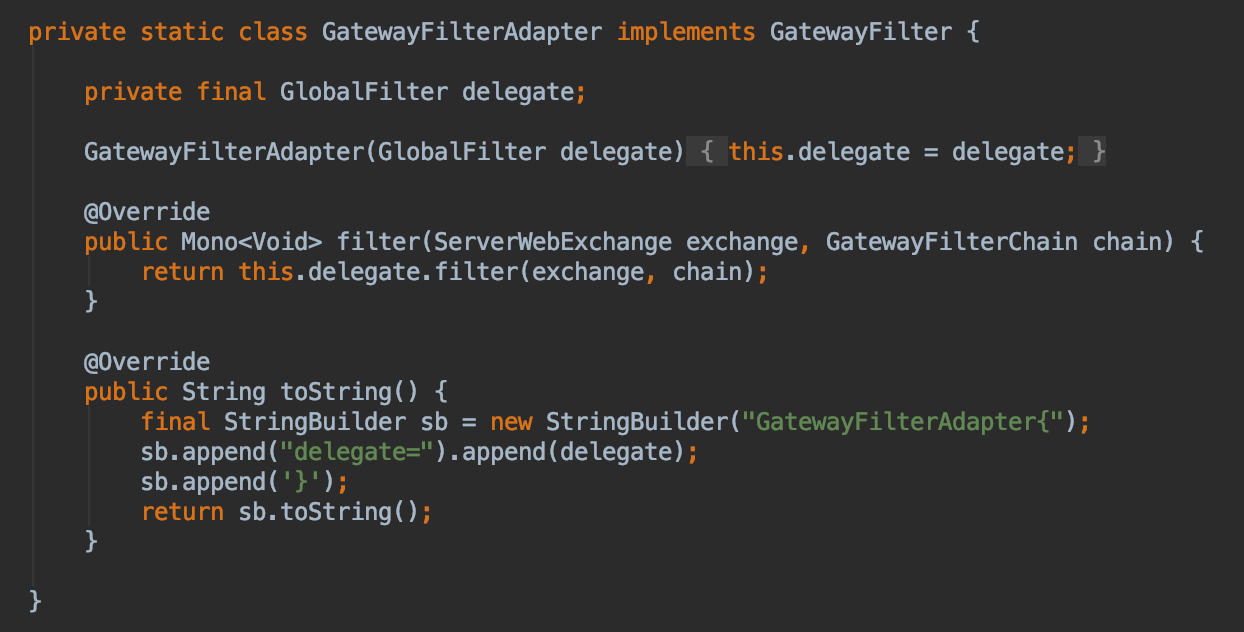 private static class GatewayFilterAdapter implements GatewayFilter {
private final GlobalFilter delegate;
GatewayFilterAdapter(GlobalFilter delegate) { this.delegate = delegate; }
@Override
public Mono<Void> filter(ServerWebExchange exchange, GatewayFilterChain chain) {
return this.delegate.filter(exchange, chain);
}
@Override
public String toString() {
final StringBuilder sb = new StringBuilder("GatewayFilterAdapter{");
sb.append("delegate=").append(delegate);
sb.append('}');
return sb.toString();
}
}